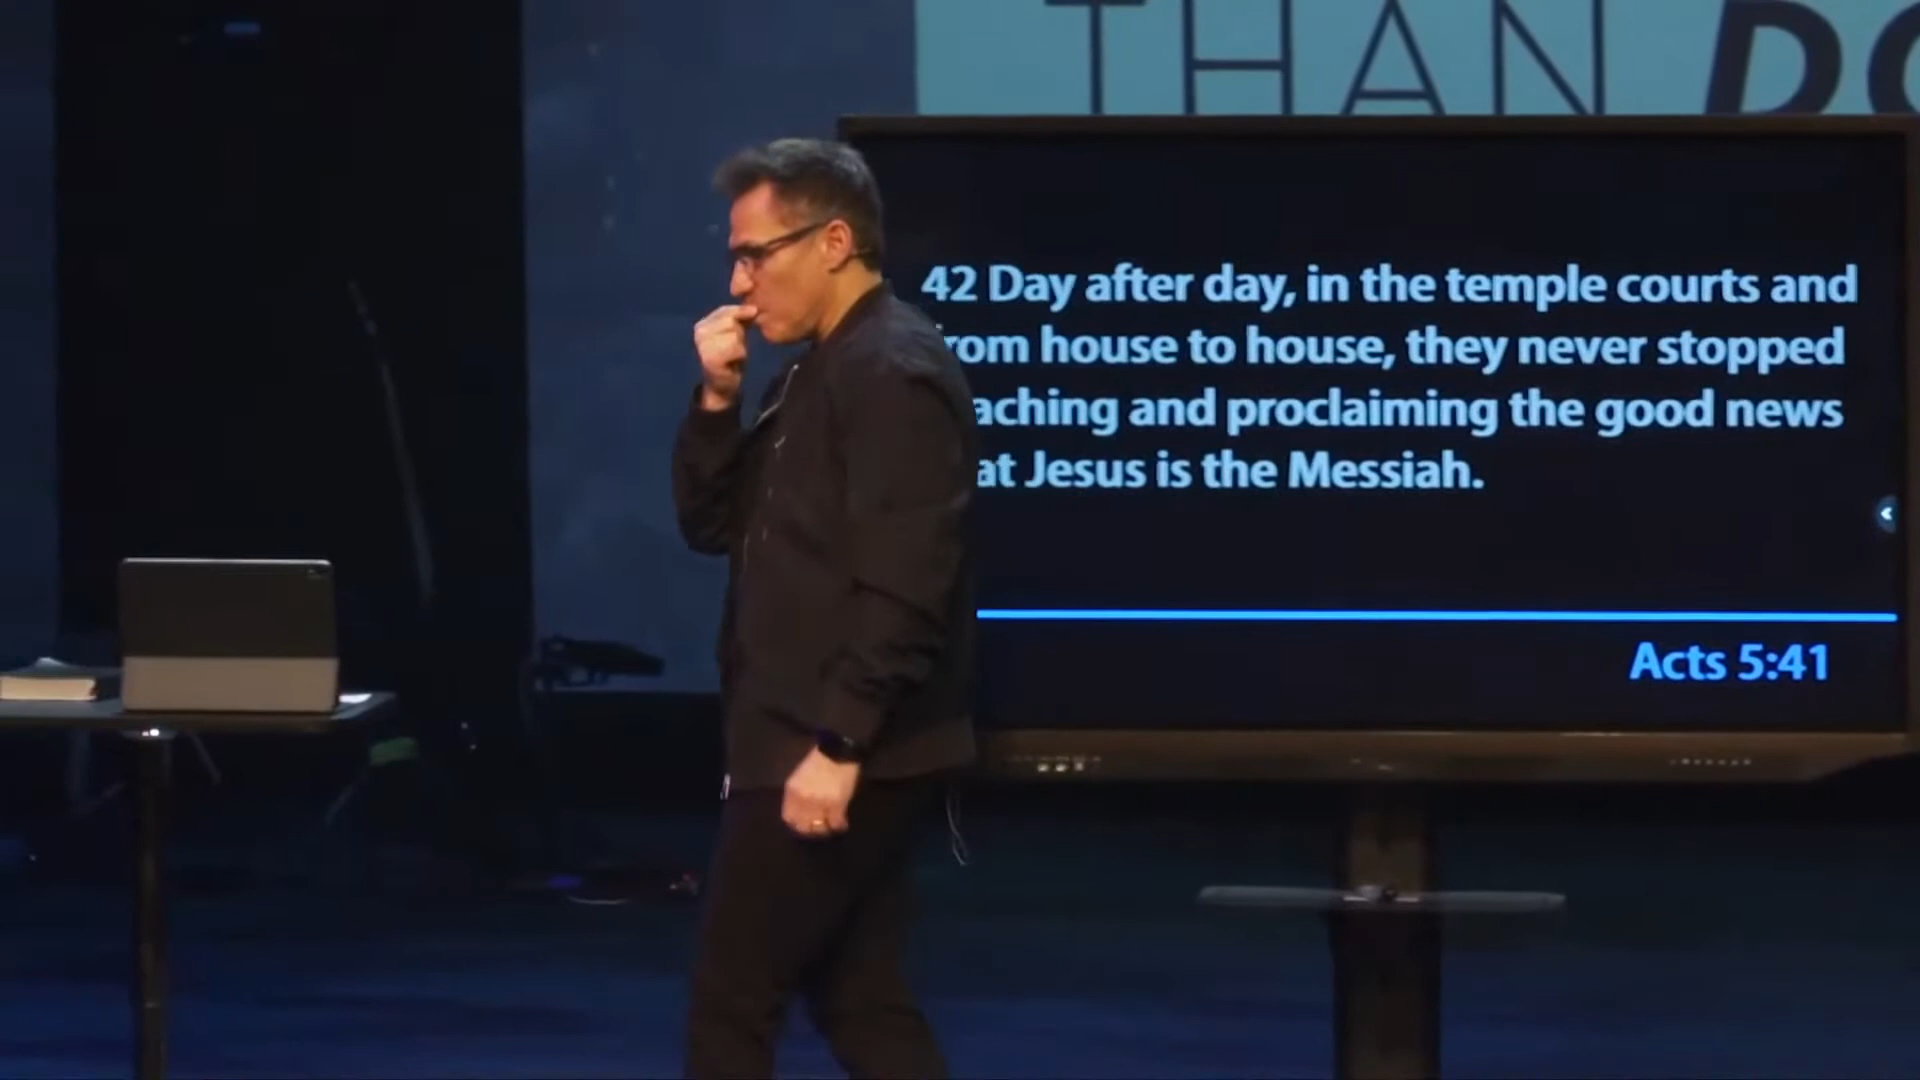 THAN
42 Day after day, in the temple courts and
rom house to house, they never stopped
aching and proclaiming the good news
at Jesus is the Messiah.
Acts 5:41